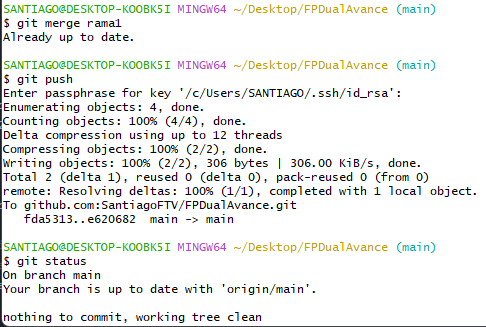 SANTIAGO@DESKTOP-KOOBK5I MINGW64 ~/Desktop/FPDualAvance (main)
$ git merge rama1
Already up to date.

SANTIAGO@DESKTOP-KOOBK5I MINGW64 ~/Desktop/FPDualAvance (main)
$ git push
Enter passphrase for key '/c/Users/SANTIAGO/.ssh/id_rsa':
Enumerating objects: 4, done.
Counting objects: 100% (4/4), done.
Delta compression using up to 12 threads
Compressing objects: 100% (2/2), done.
Writing objects: 100% (2/2), 306 bytes | 306.00 KiB/s, done.
Total 2 (delta 1), reused 0 (delta 0), pack-reused 0 (from 0)
remote: Resolving deltas: 100% (1/1), completed with 1 local object.
To github.com:SantiagoFTV/FPDualAvance.git
   fda5313..e620682  main -> main

SANTIAGO@DESKTOP-KOOBK5I MINGW64 ~/Desktop/FPDualAvance (main)
$ git status
On branch main
Your branch is up to date with 'origin/main'.

nothing to commit, working tree clean